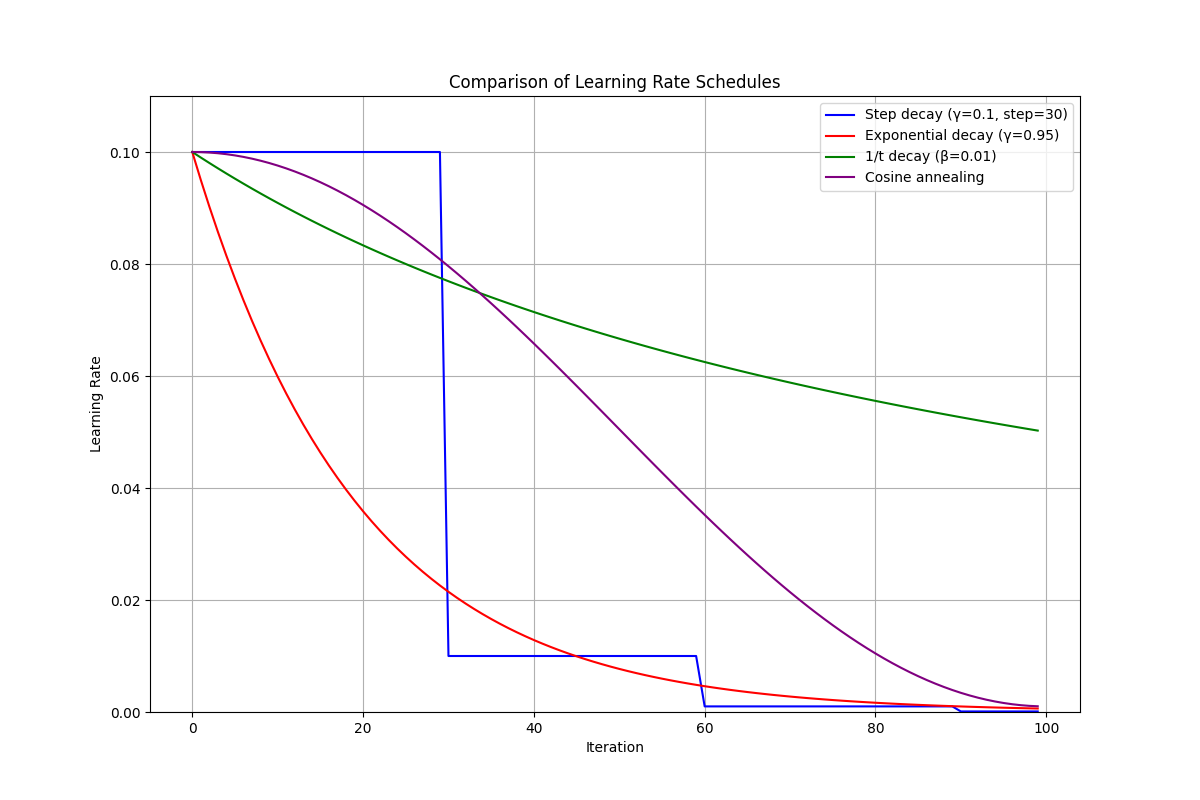 Comparison of Learning Rate Schedules
Step decay (γ=0.1, step=30)
Exponential decay (γ=0.95)
1/t decay (β=0.01)
Cosine annealing
Learning Rate
0.10
0.08
0.06
0.04
0.02
0.00
0
20
40
60
80
100
Iteration